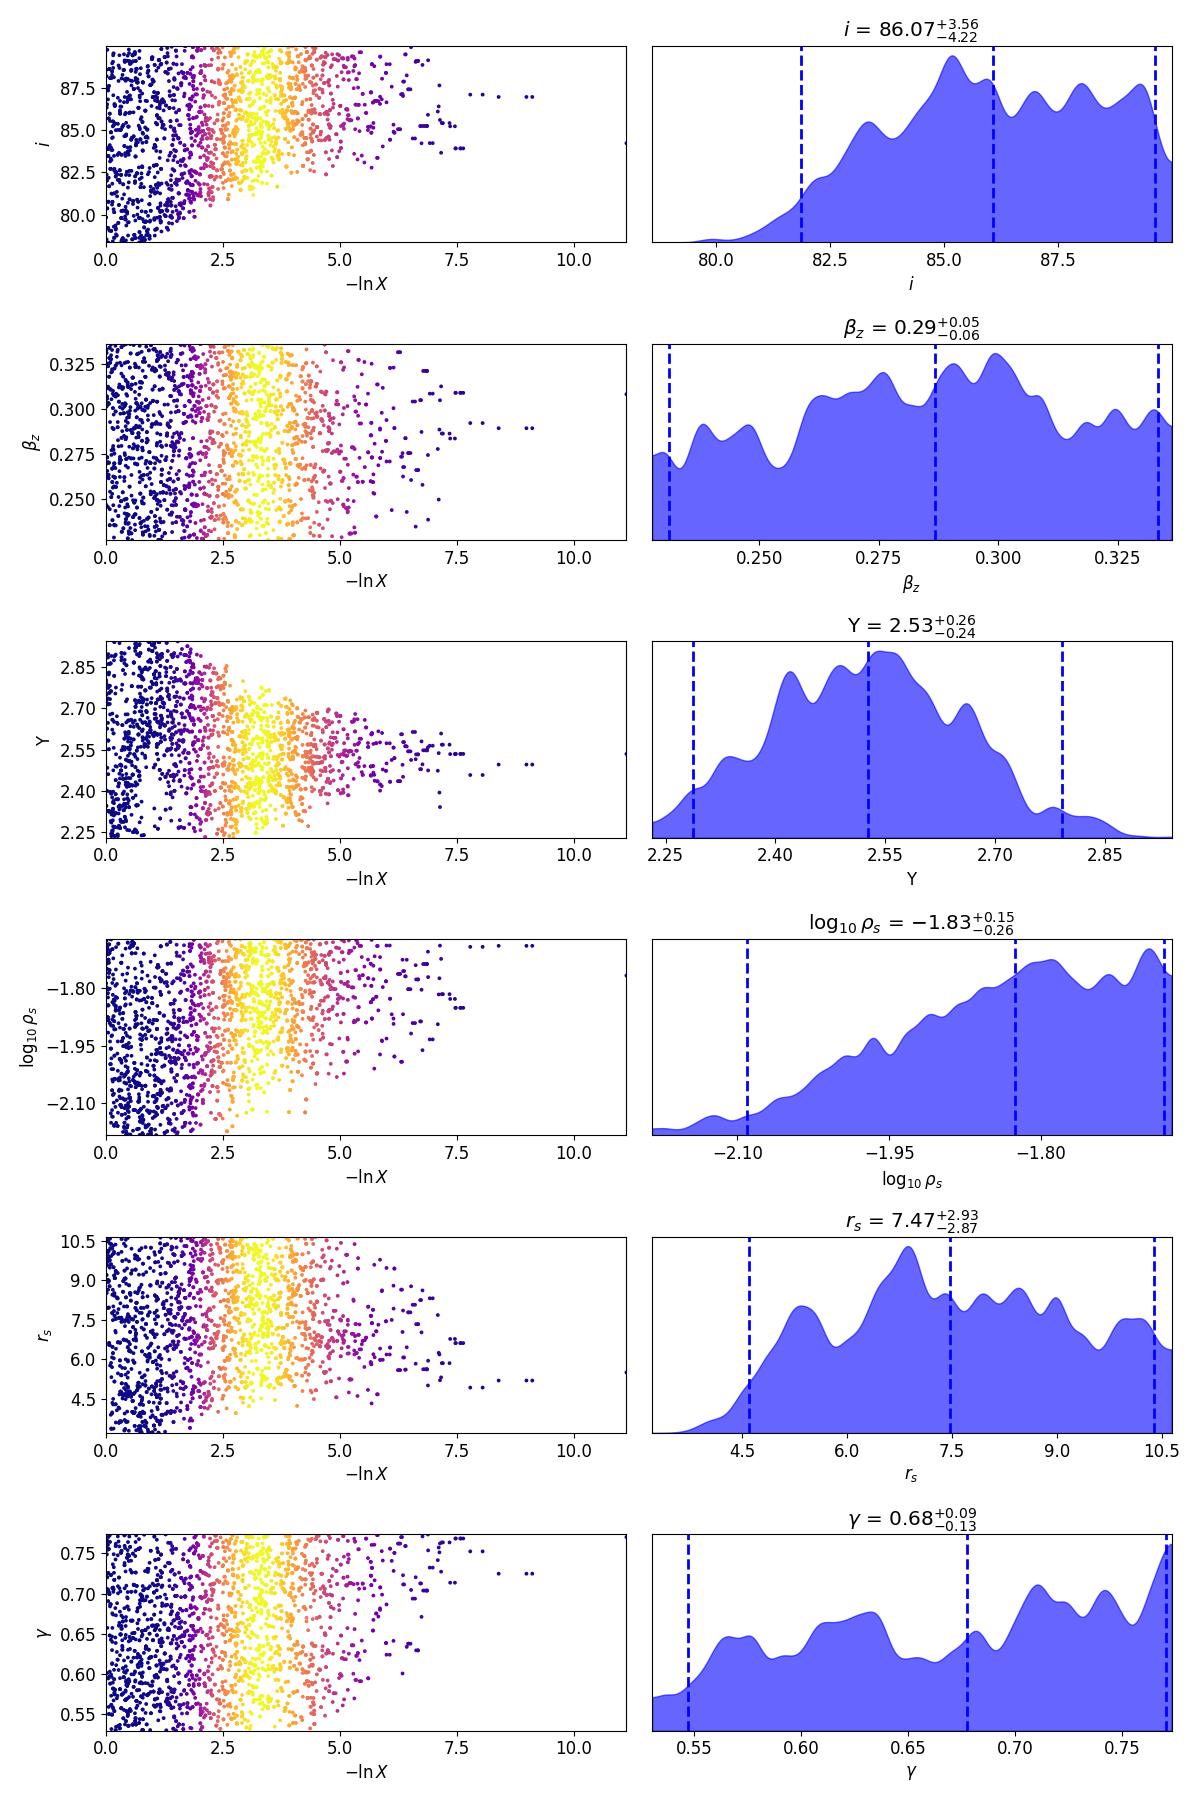 i = 86.07+3.56−4.22
87.5
85.0
82.5
80.0
i
0.0 2.5 5.0 7.5 10.0
−ln X
80.0 82.5 85.0 87.5
i
βz = 0.29+0.05−0.06
0.325
0.300
0.275
0.250
βz
0.0 2.5 5.0 7.5 10.0
−ln X
0.250 0.275 0.300 0.325
βz
Y = 2.53+0.26−0.24
2.85
2.70
2.55
2.40
2.25
Y
0.0 2.5 5.0 7.5 10.0
−ln X
2.25 2.40 2.55 2.70 2.85
Y
log10 ρs = −1.83+0.15−0.26
−1.80
−1.95
−2.10
log10 ρs
0.0 2.5 5.0 7.5 10.0
−ln X
−2.10 −1.95 −1.80
log10 ρs
rs = 7.47+2.93−2.87
10.5
9.0
7.5
6.0
4.5
rs
0.0 2.5 5.0 7.5 10.0
−ln X
4.5 6.0 7.5 9.0 10.5
rs
γ = 0.68+0.09−0.13
0.75
0.70
0.65
0.60
0.55
γ
0.0 2.5 5.0 7.5 10.0
−ln X
0.55 0.60 0.65 0.70 0.75
γ